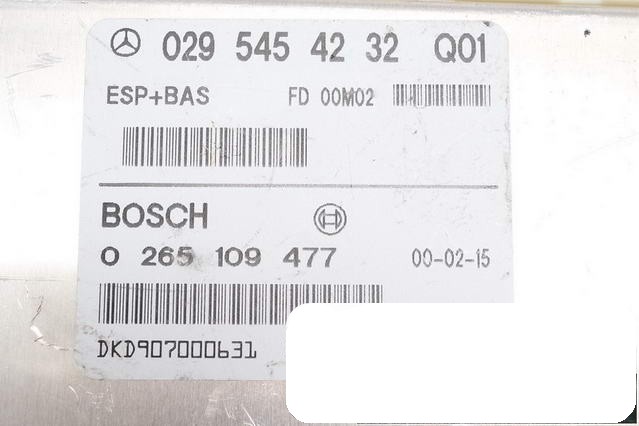 029 545 42 32 Q01
ESP+BAS FD 00M02
BOSCH
0 265 109 477 00-02-15
DKD907000631